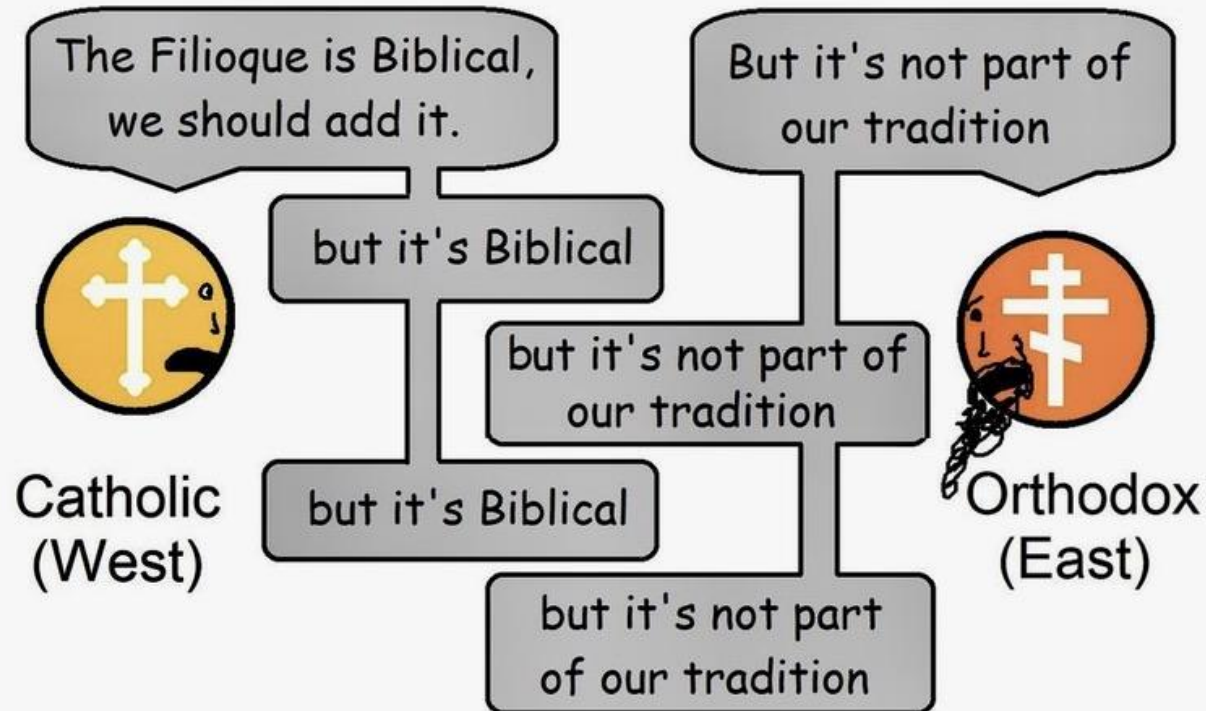 The Filioque is Biblical,
we should add it.
But it's not part of
our tradition
but it's Biblical
but it's not part of
our tradition
but it's Biblical
but it's not part
of our tradition
Catholic
(West)
Orthodox
(East)